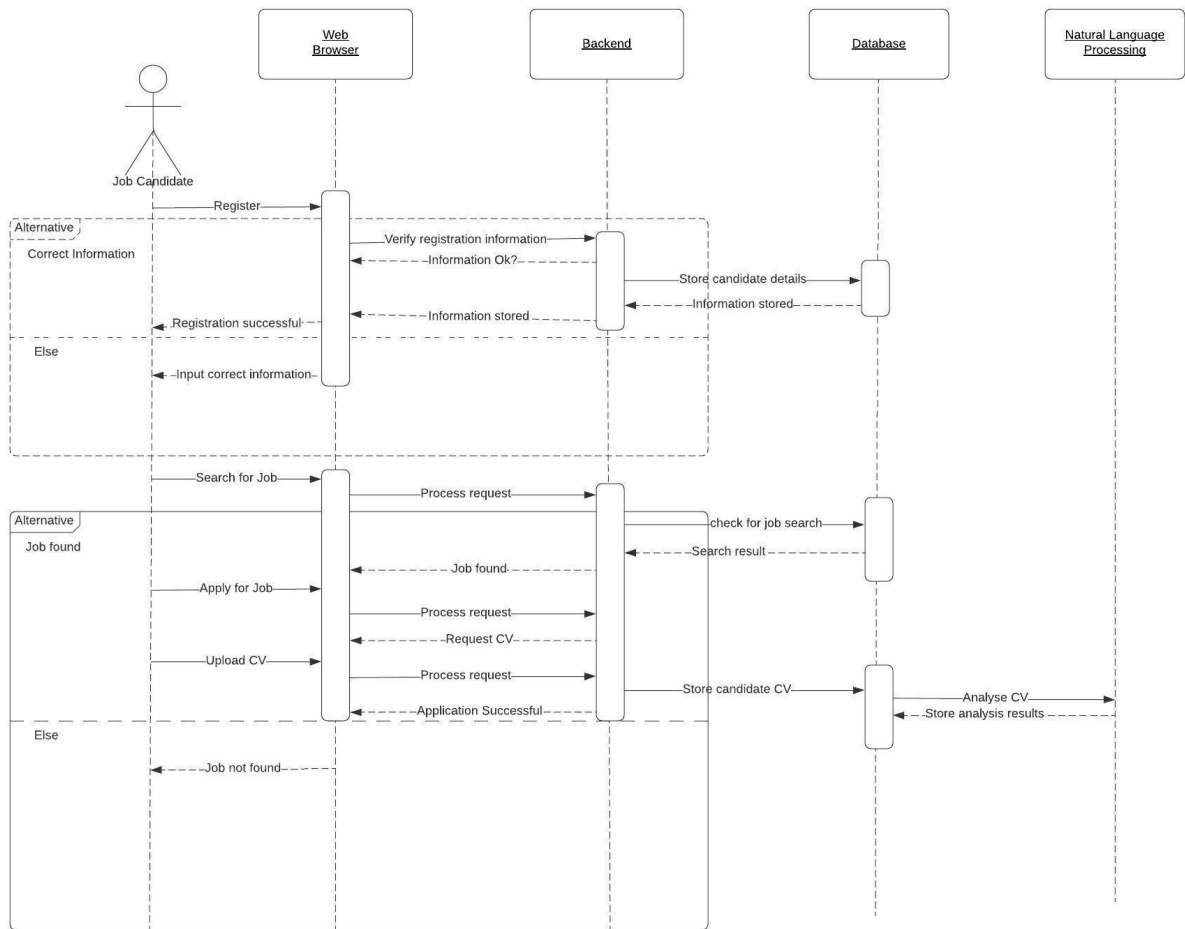 Web
Browser
Backend
Database
Natural Language
Processing
Job Candidate
Register
Alternative
Correct Information
Verify registration information
Information Ok?
Store candidate details
Information stored
Information stored
Registration successful
Else
Input correct information
Search for Job
Process request
Alternative
Job found
check for job search
Search result
Job found
Apply for Job
Process request
Request CV
Upload CV
Process request
Store candidate CV
Analyse CV
Application Successful
Store analysis results
Else
Job not found